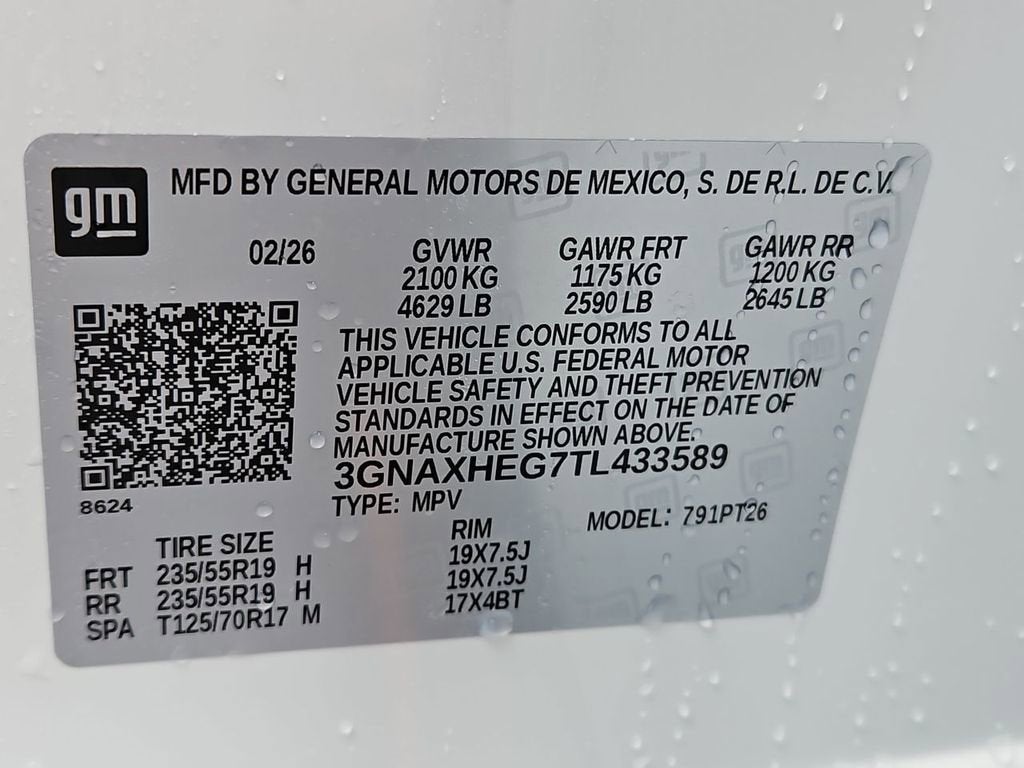 gm
MFD BY GENERAL MOTORS DE MEXICO, S. DE R.L. DE C.V.
02/26 GVWR GAWR FRT GAWR RR
2100 KG 1175 KG 1200 KG
4629 LB 2590 LB 2645 LB
THIS VEHICLE CONFORMS TO ALL
APPLICABLE U.S. FEDERAL MOTOR
VEHICLE SAFETY AND THEFT PREVENTION
STANDARDS IN EFFECT ON THE DATE OF
MANUFACTURE SHOWN ABOVE.
3GNAXHEG7TL433589
8624
TYPE: MPV MODEL: 791PT26
TIRE SIZE RIM
FRT 235/55R19 H 19X7.5J
RR 235/55R19 H 19X7.5J
SPA T125/70R17 M 17X4BT